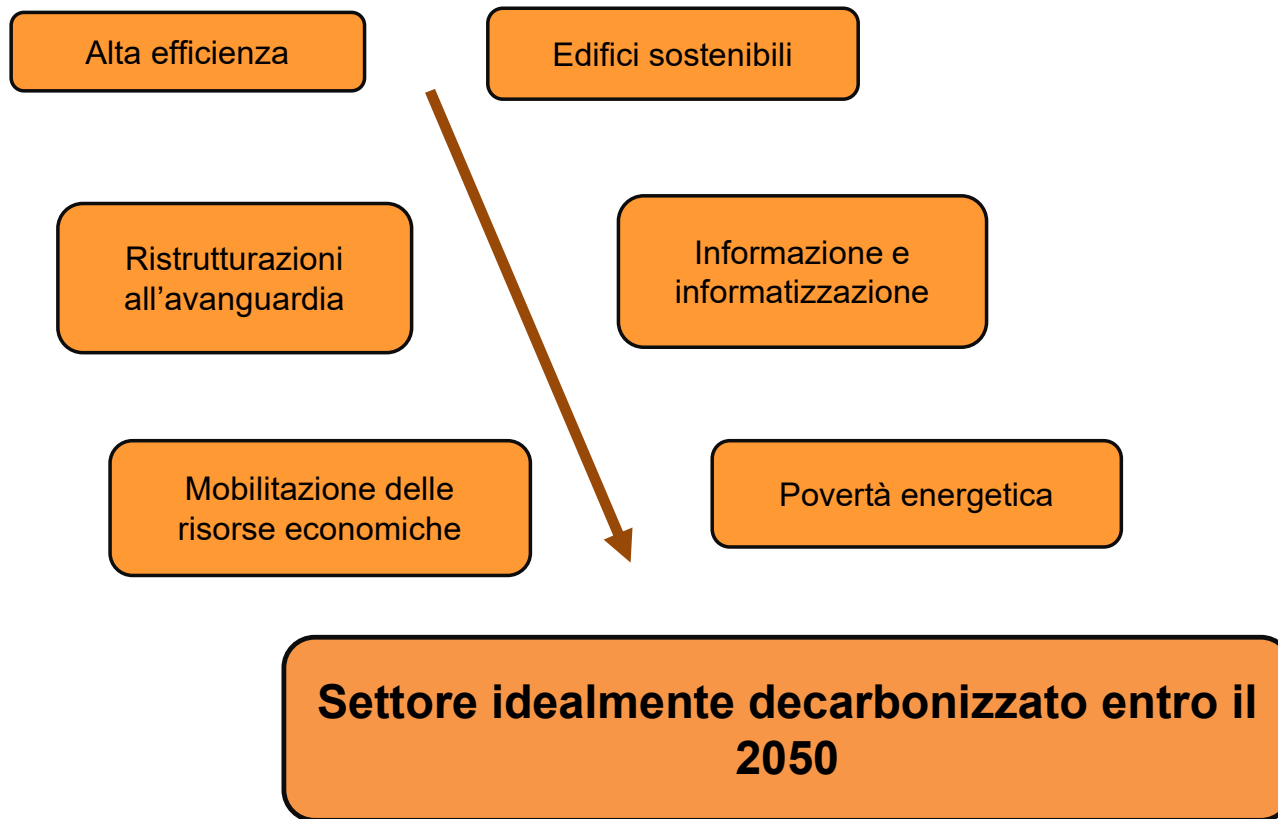 Alta efficienza
Edifici sostenibili
Ristrutturazioni
all’avanguardia
Informazione e
informatizzazione
Mobilitazione delle
risorse economiche
Povertà energetica
Settore idealmente decarbonizzato entro il
2050